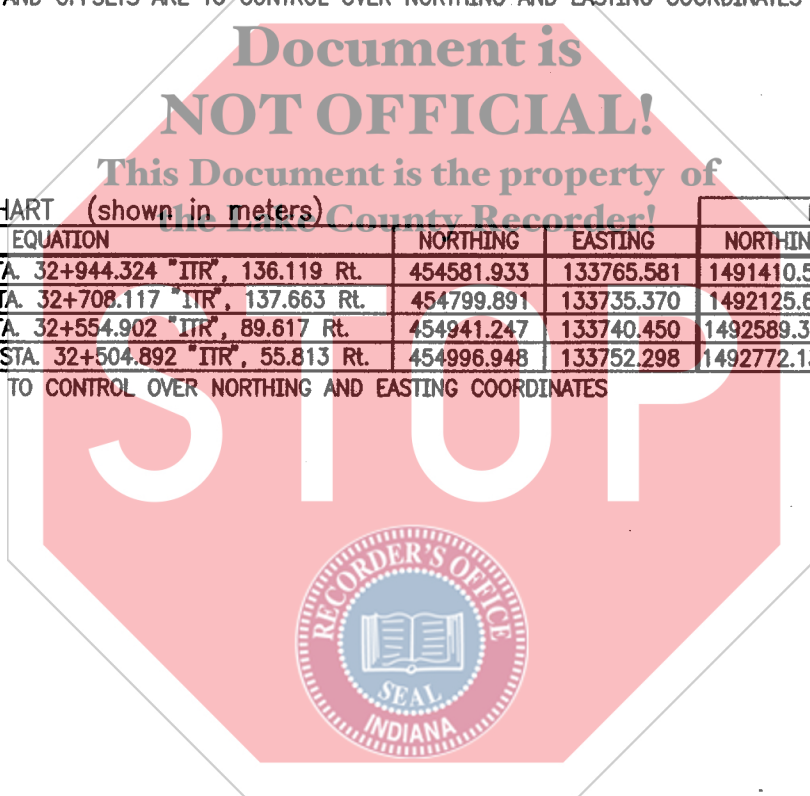 AND OFFSETS ARE TO CONTROL OVER NORTHING AND EASTING COORDINATES
Document is
NOT OFFICIAL!
This Document is the property of
the Lake County Recorder!
HART (shown in meters)
EQUATION NORTHING EASTING NORTHIN
TA. 32+944.324 "ITR", 136.119 Rt. 454581.933 133765.581 1491410.5
TA. 32+708.117 "ITR", 137.663 Rt. 454799.891 133735.370 1492125.6
TA. 32+554.902 "ITR", 89.617 Rt. 454941.247 133740.450 1492589.3
STA. 32+504.892 "ITR", 55.813 Rt. 454996.948 133752.298 1492772.1
TO CONTROL OVER NORTHING AND EASTING COORDINATES
STOP
RECORDER'S OFFICE
SEAL
INDIANA